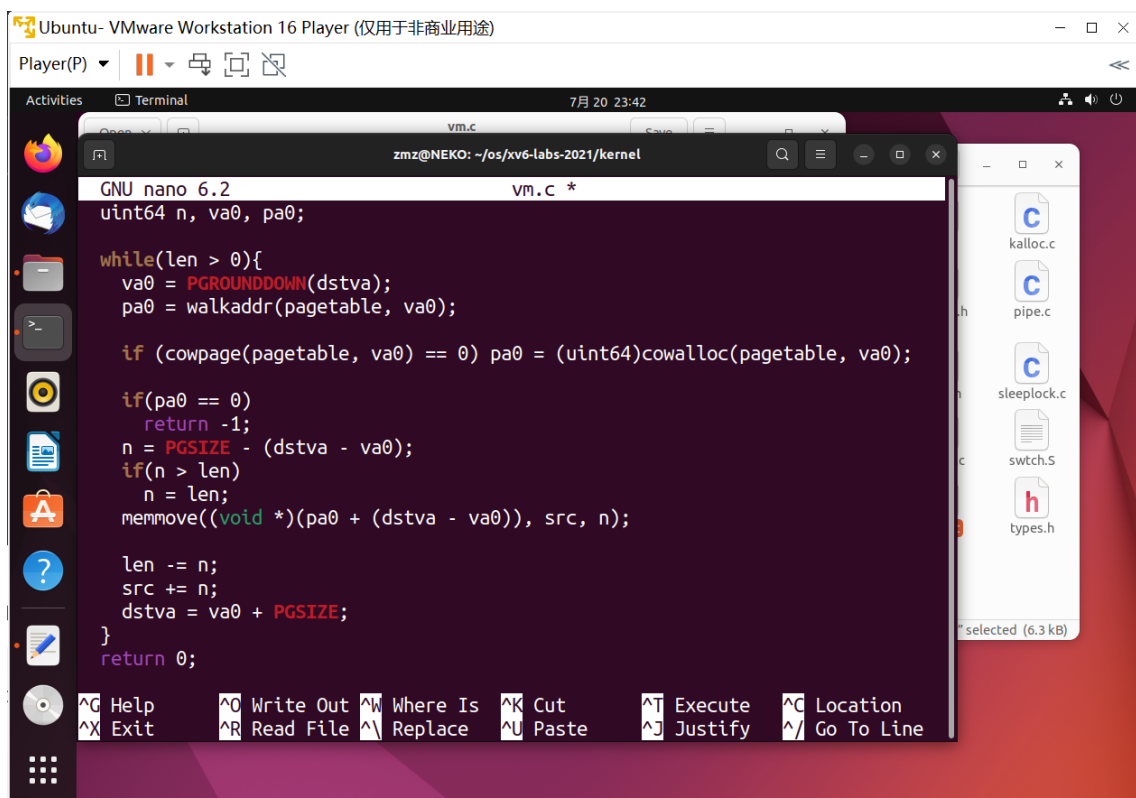 Ubuntu- VMware Workstation 16 Player (仅用于非商业用途)
Player(P)
Activities
Terminal
7月 20 23:42
Open
vm.c
Save
zmz@NEKO: ~/os/xv6-labs-2021/kernel
GNU nano 6.2
vm.c *
uint64 n, va0, pa0;
while(len > 0){
va0 = PGROUNDDOWN(dstva);
pa0 = walkaddr(pagetable, va0);
if (cowpage(pagetable, va0) == 0) pa0 = (uint64)cowalloc(pagetable, va0);
if(pa0 == 0)
return -1;
n = PGSIZE - (dstva - va0);
if(n > len)
n = len;
memmove((void *)(pa0 + (dstva - va0)), src, n);
len -= n;
src += n;
dstva = va0 + PGSIZE;
}
return 0;
^G Help ^O Write Out ^W Where Is ^K Cut ^T Execute ^C Location
^X Exit ^R Read File ^\ Replace ^U Paste ^J Justify ^/ Go To Line
kalloc.c
.h
pipe.c
sleeplock.c
swtch.S
types.h
" selected (6.3 kB)